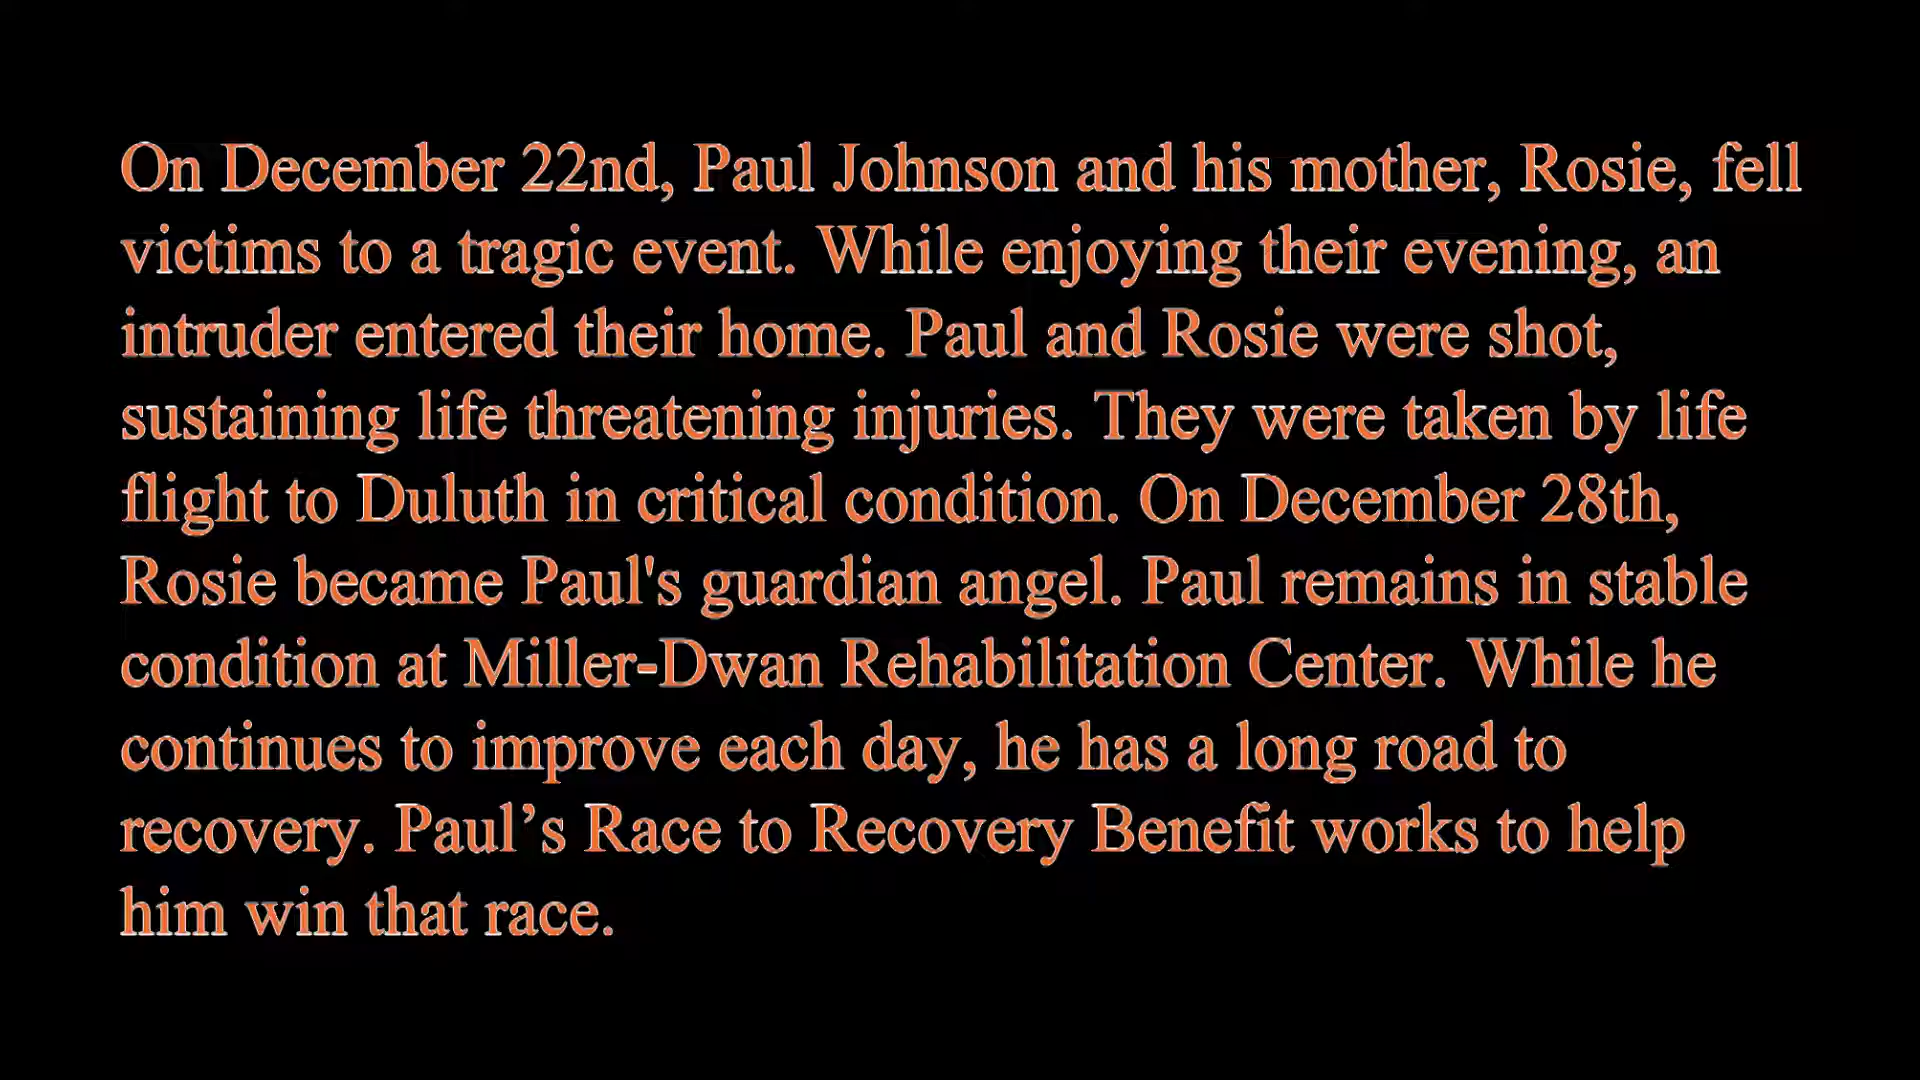 On December 22nd, Paul Johnson and his mother, Rosie, fell
victims to a tragic event. While enjoying their evening, an
intruder entered their home. Paul and Rosie were shot,
sustaining life threatening injuries. They were taken by life
flight to Duluth in critical condition. On December 28th,
Rosie became Paul's guardian angel. Paul remains in stable
condition at Miller-Dwan Rehabilitation Center. While he
continues to improve each day, he has a long road to
recovery. Paul’s Race to Recovery Benefit works to help
him win that race.